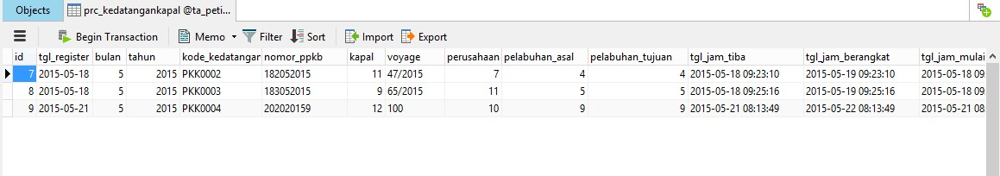 Objects prc_kedatangankapal @ta_peti...
Begin Transaction Memo Filter Sort Import Export
id tgl_register bulan tahun kode_kedatangan nomor_ppkb kapal voyage perusahaan pelabuhan_asal pelabuhan_tujuan tgl_jam_tiba tgl_jam_berangkat tgl_jam_mulai
7 2015-05-18 5 2015 PKK0002 182052015 11 47/2015 7 4 4 2015-05-18 09:23:10 2015-05-19 09:23:10 2015-05-18 09
8 2015-05-18 5 2015 PKK0003 183052015 9 65/2015 11 5 5 2015-05-18 09:25:16 2015-05-19 09:25:16 2015-05-18 09
9 2015-05-21 5 2015 PKK0004 202020159 12 100 10 9 9 2015-05-21 08:13:49 2015-05-22 08:13:49 2015-05-21 08